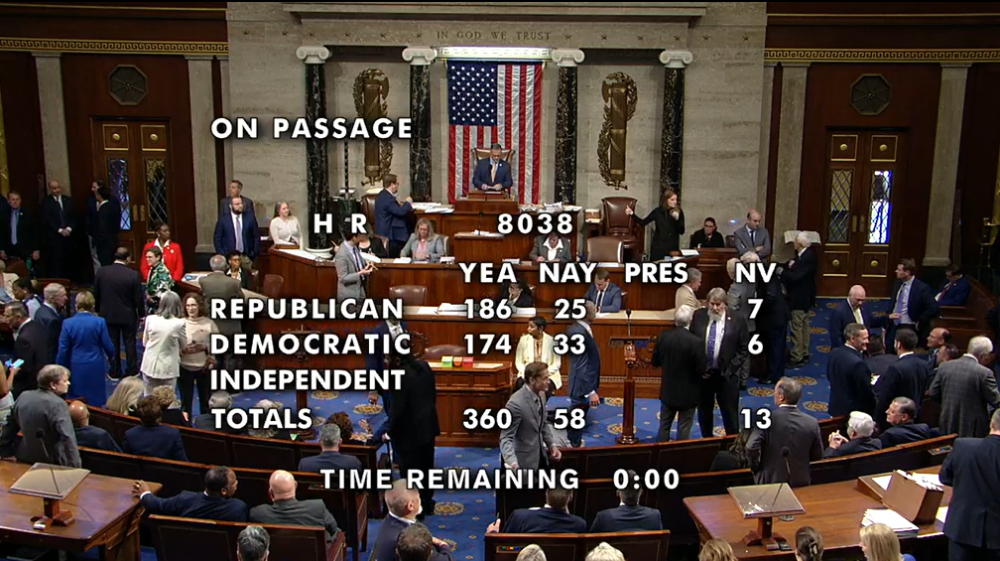 IN GOD WE TRUST
ON PASSAGE
H R 8038
YEA NAY PRES NV
REPUBLICAN 186 25 7
DEMOCRATIC 174 33 6
INDEPENDENT
TOTALS 360 58 13
TIME REMAINING 0:00